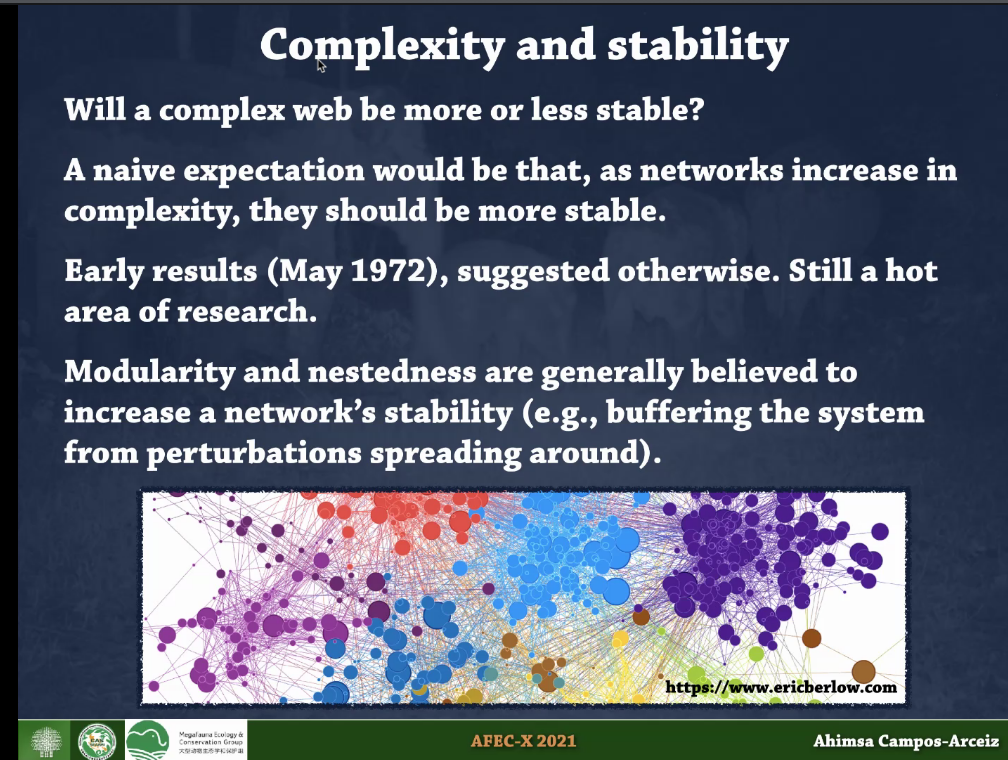 Complexity and stability
Will a complex web be more or less stable?
A naive expectation would be that, as networks increase in
complexity, they should be more stable.
Early results (May 1972), suggested otherwise. Still a hot
area of research.
Modularity and nestedness are generally believed to
increase a network's stability (e.g., buffering the system
from perturbations spreading around).
https://www.ericberlow.com
Megafauna Ecology &
Conservation Group
AFEC-X 2021
Ahimsa Campos-Arceiz